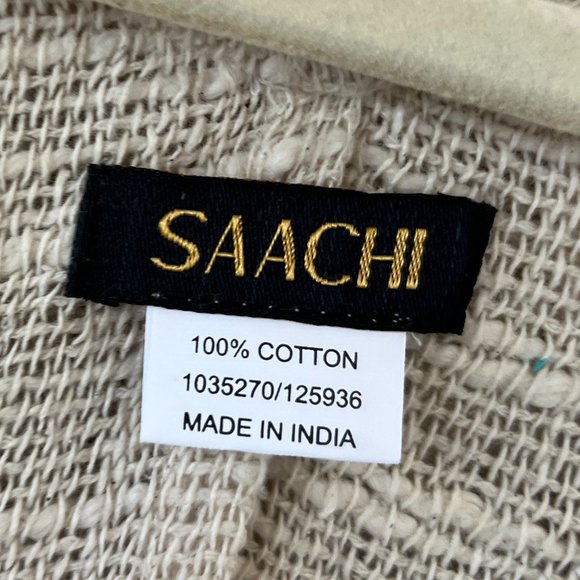 SAACHI
100% COTTON
1035270/125936
MADE IN INDIA